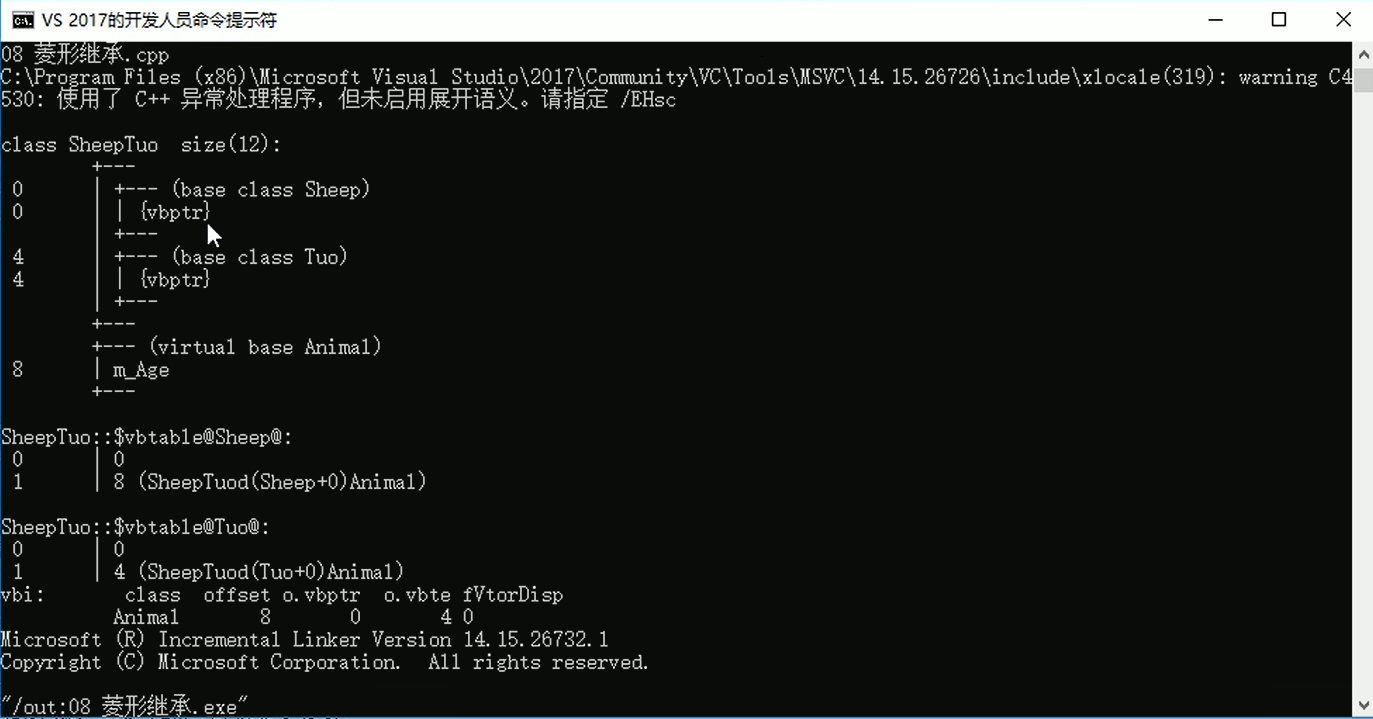 VS 2017的开发人员命令提示符
08 菱形继承.cpp
C:\Program Files (x86)\Microsoft Visual Studio\2017\Community\VC\Tools\MSVC\14.15.26726\include\xlocale(319): warning C4
530: 使用了 C++ 异常处理程序，但未启用展开语义。请指定 /EHsc
class SheepTuo  size(12):
        +---
0       | +--- (base class Sheep)
0       | | {vbptr}
        | +---
4       | +--- (base class Tuo)
4       | | {vbptr}
        | +---
        +---
        +--- (virtual base Animal)
8       | m_Age
        +---
SheepTuo::$vbtable@Sheep@:
 0      | 0
 1      | 8 (SheepTuod(Sheep+0)Animal)
SheepTuo::$vbtable@Tuo@:
 0      | 0
 1      | 4 (SheepTuod(Tuo+0)Animal)
vbi:       class  offset o.vbptr  o.vbte fVtorDisp
          Animal       8       0       4 0
Microsoft (R) Incremental Linker Version 14.15.26732.1
Copyright (C) Microsoft Corporation.  All rights reserved.
"/out:08 菱形继承.exe"